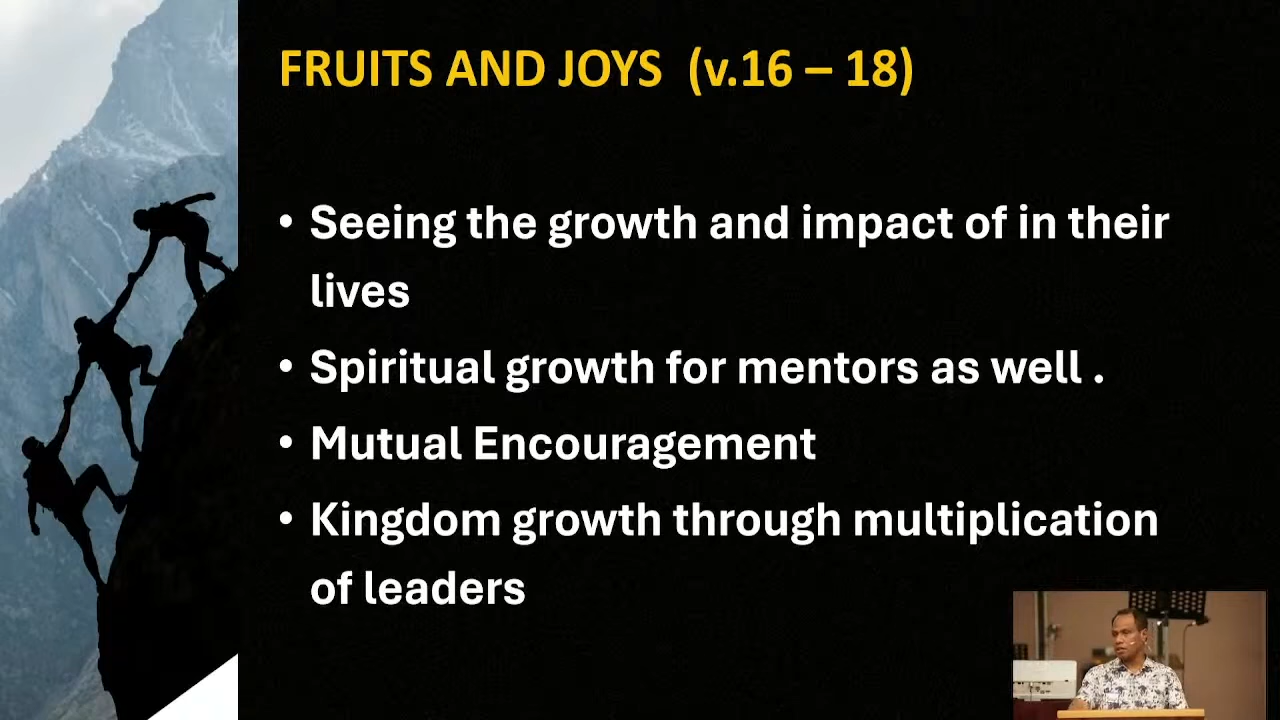 FRUITS AND JOYS (v.16 – 18)
• Seeing the growth and impact of in their
lives
• Spiritual growth for mentors as well .
• Mutual Encouragement
• Kingdom growth through multiplication
of leaders